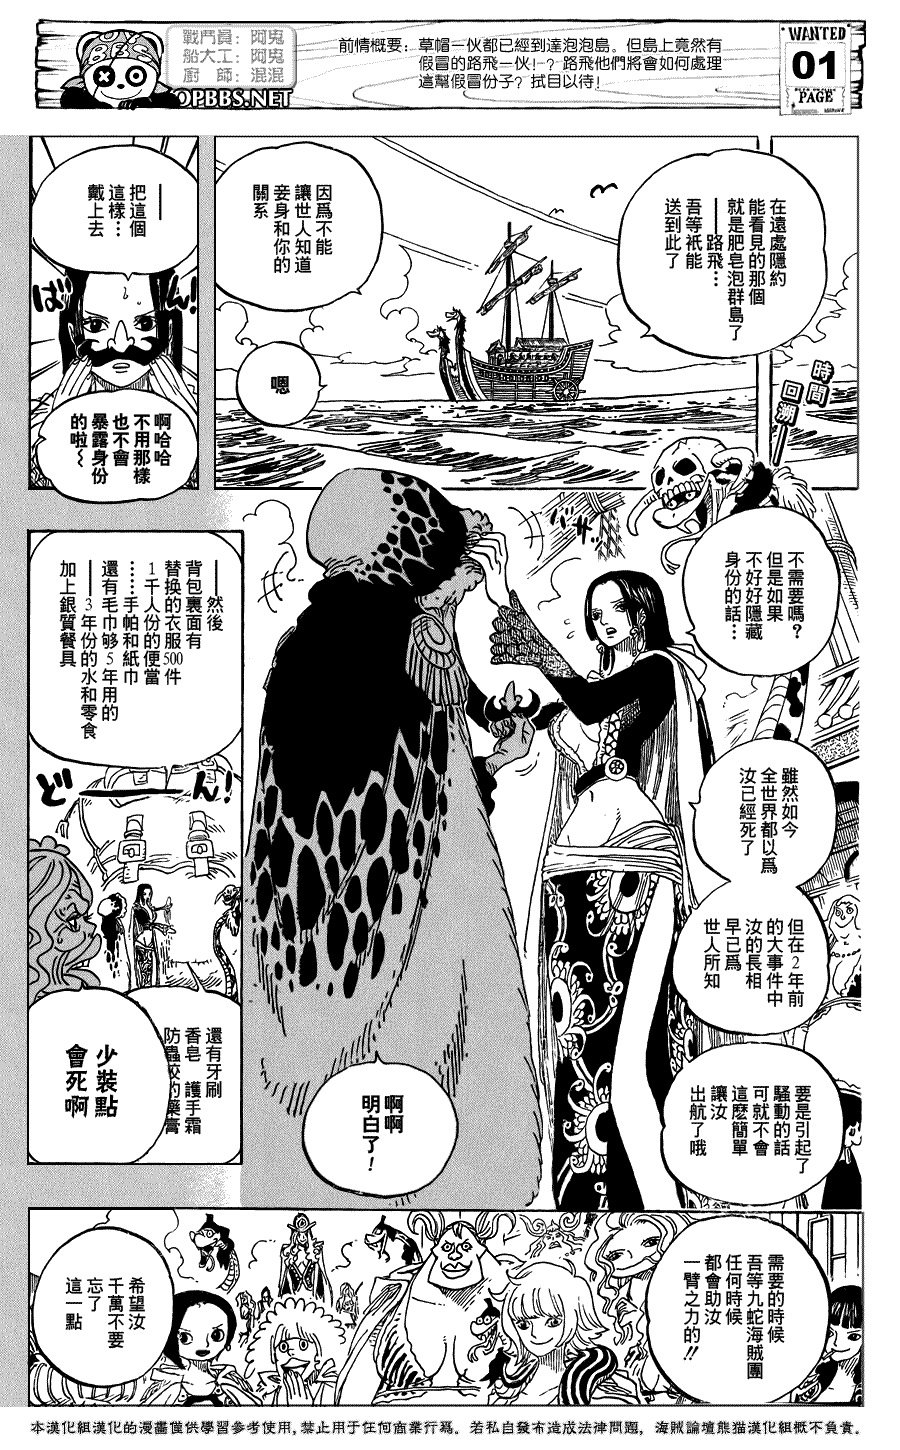 戰鬥員：阿鬼
船大工：阿鬼
廚　師：混混
OPBBS.NET
前情概要：草帽一伙都已經到達泡泡島。但島上竟然有
假冒的路飛一伙！？路飛他們將會如何處理
這幫假冒份子？拭目以待！
WANTED
01
PAGE
在遠處隱約
能看見的那個
就是肥皂泡群島了
——路飛…
吾等衹能
送到此了
時間
回溯——
因爲不能
讓世人知道
妾身和你的
關系
嗯
——
把這個
這樣…
戴上去
ばん！
啊哈哈
不用那樣
也不會
暴露身份
的啦～
不需要嗎？
但是如果
不好好隱藏
身份的話…
雖然如今
全世界都以爲
汝已經死了
但在2年前
的大事件中
汝的長相
早已爲
世人所知
要是引起了
騷動的話
可就不會
這麽簡單
讓汝
出航了哦
啊啊
明白了！
——然後
背包裏面有
替換的衣服500件
1千人份的便當
……手帕和紙巾
還有毛巾够5年用的
——3年份的水和零食
加上銀質餐具
どーん！
還有牙刷
香皂 護手霜
防蟲咬的藥膏
少裝點
會死啊
需要的時候
吾等九蛇海賊團
任何時候
都會助汝
一臂之力的!!
希望汝
千萬不要
忘了
這一點
本漢化組漢化的漫畫僅供學習參考使用，禁止用于任何商業行爲。若私自發布造成法律問題，海賊論壇熊猫漢化組概不負責。